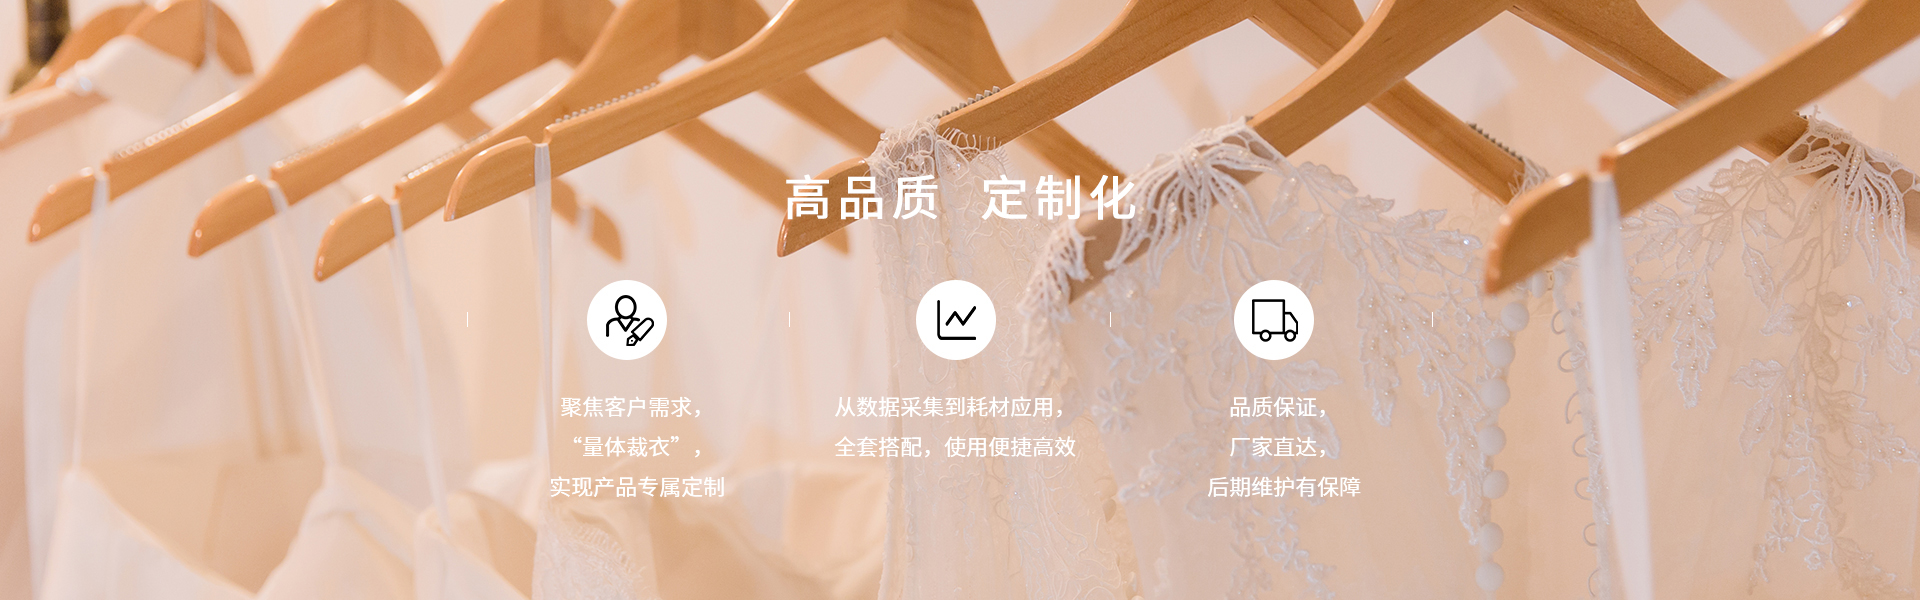 高品质 定制化
聚焦客户需求，
“量体裁衣”，
实现产品专属定制
从数据采集到耗材应用，
全套搭配，使用便捷高效
品质保证，
厂家直达，
后期维护有保障